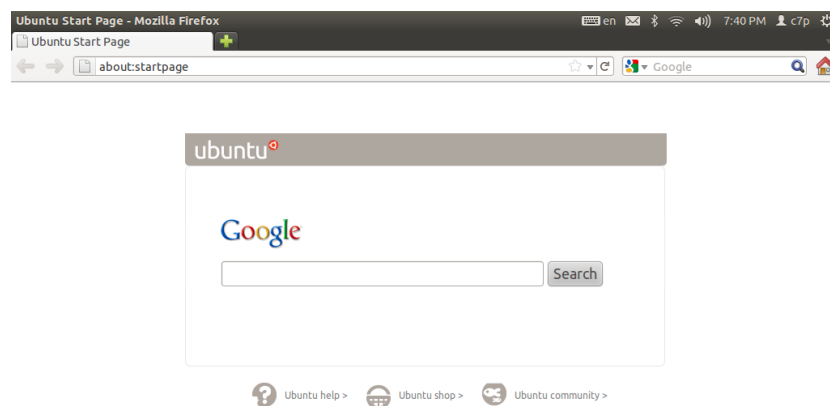 Ubuntu Start Page - Mozilla Firefox en 7:40 PM c7p
Ubuntu Start Page
about:startpage Google
ubuntu
Google
Search
Ubuntu help > Ubuntu shop > Ubuntu community >